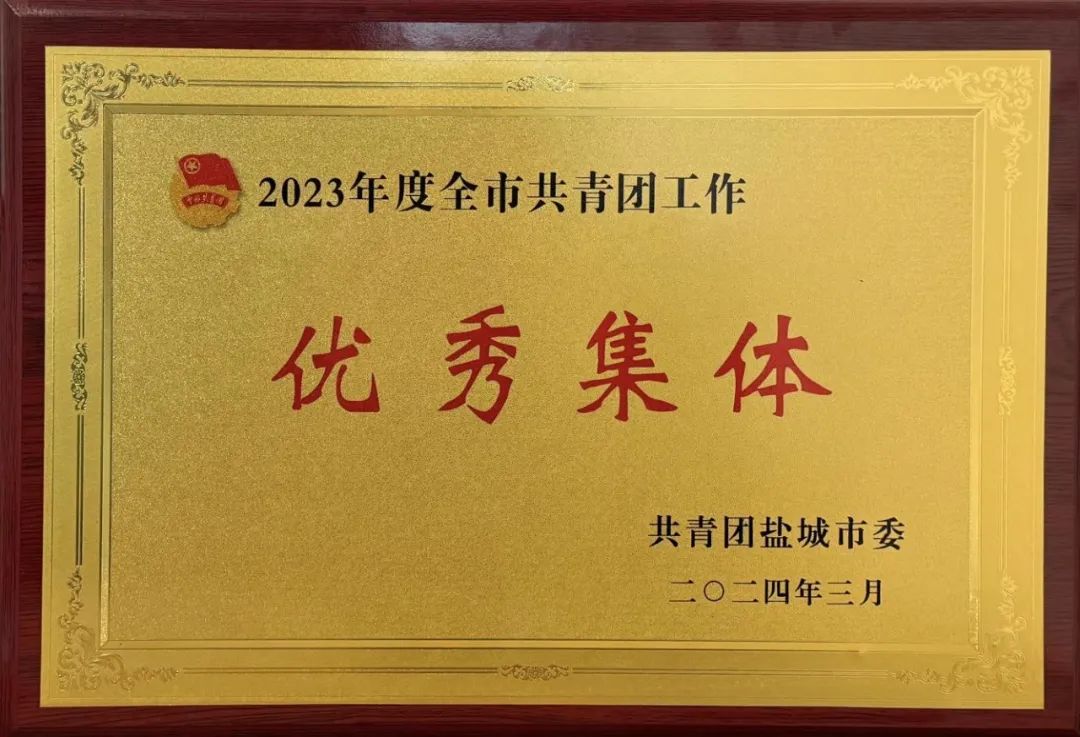 2023年度全市共青团工作
优秀集体
共青团盐城市委
二〇二四年三月